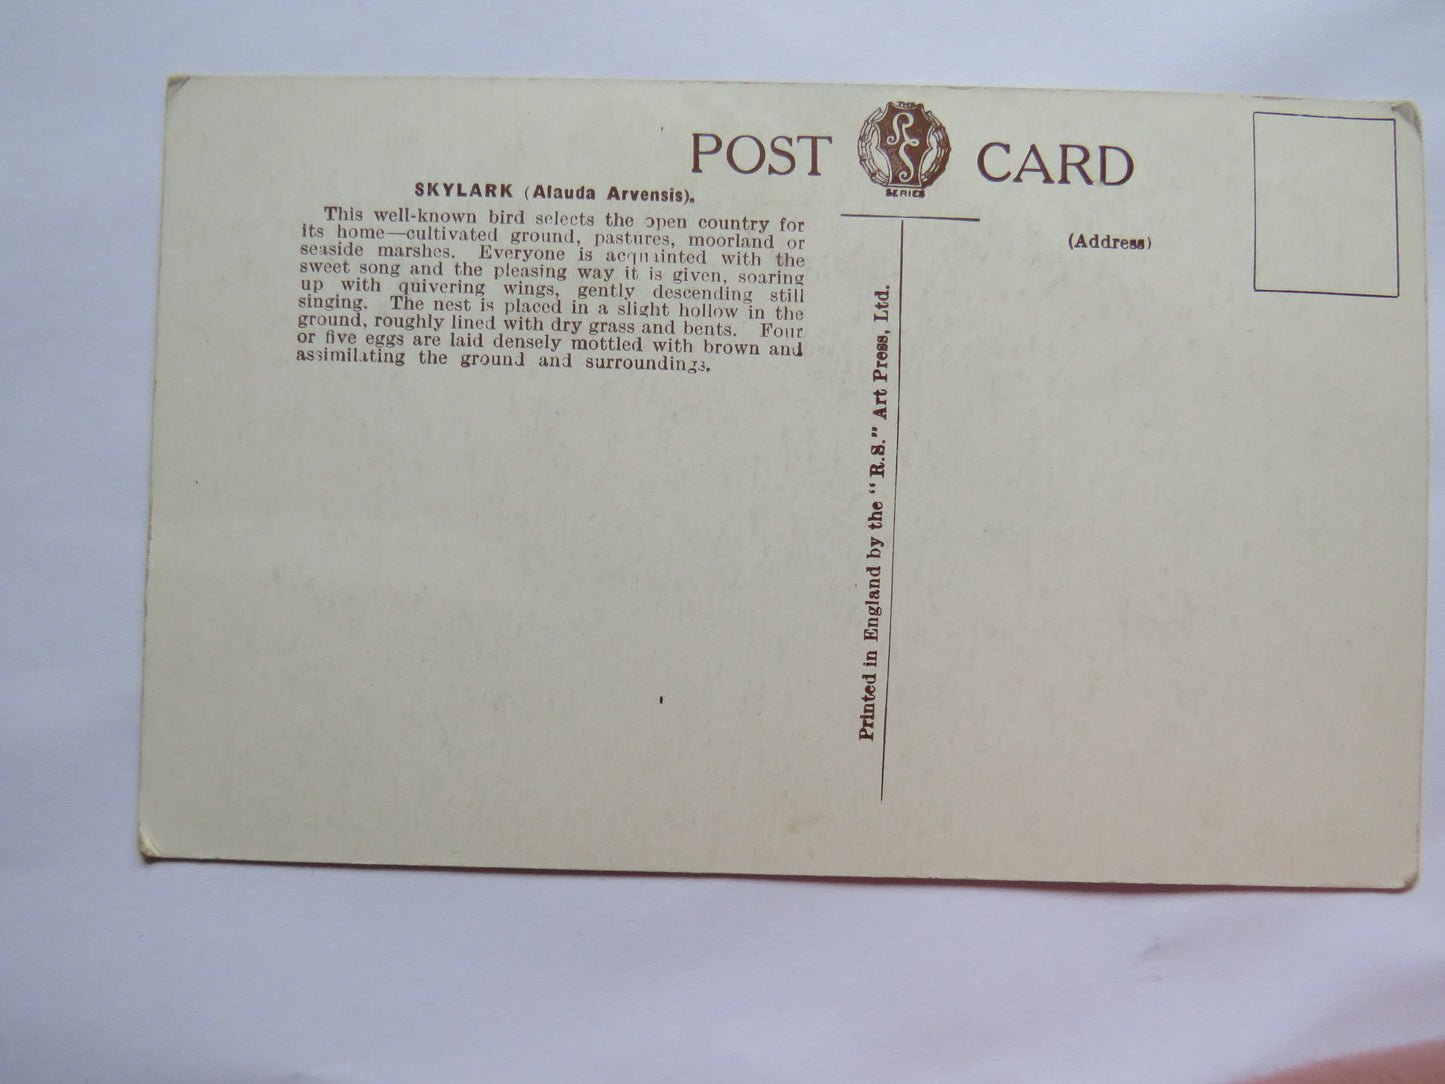 POST CARD
THE
RS
SERIES
SKYLARK (Alauda Arvensis).
This well-known bird selects the open country for
its home—cultivated ground, pastures, moorland or
seaside marshes. Everyone is acquainted with the
sweet song and the pleasing way it is given, soaring
up with quivering wings, gently descending still
singing. The nest is placed in a slight hollow in the
ground, roughly lined with dry grass and bents. Four
or five eggs are laid densely mottled with brown and
assimilating the ground and surroundings.
Printed in England by the “R.S.” Art Press, Ltd.
(Address)